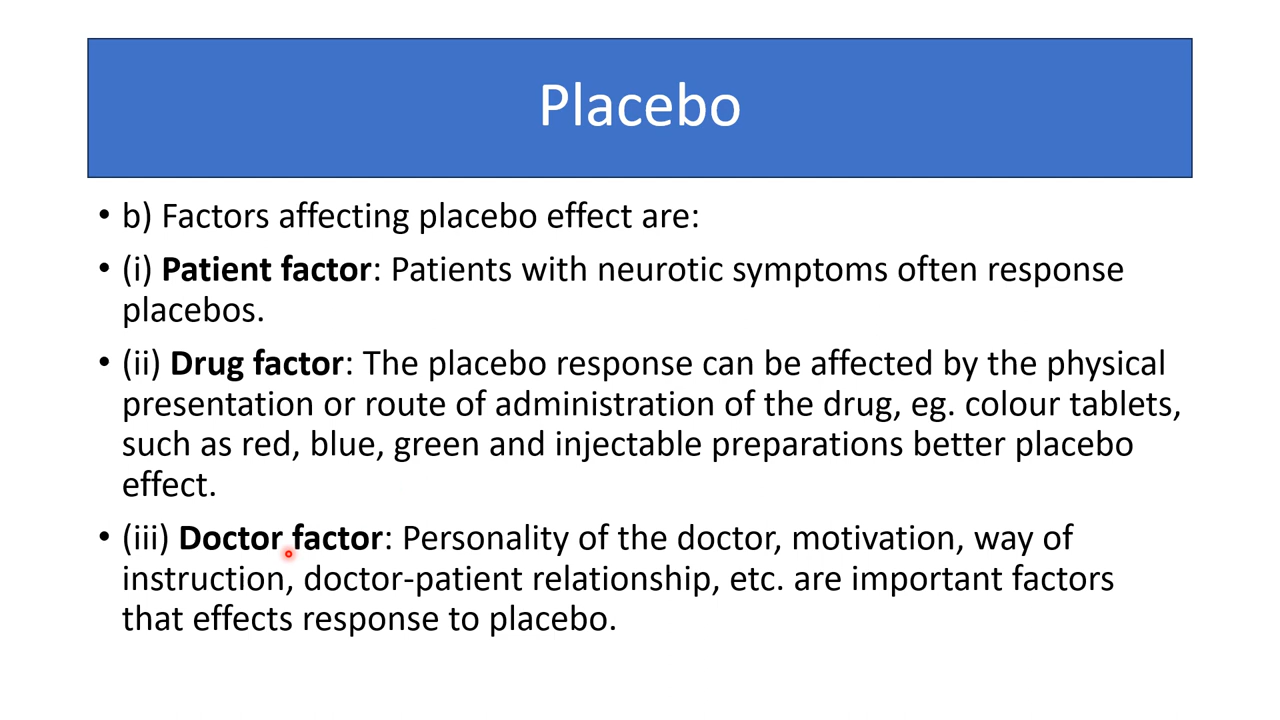 Placebo
• b) Factors affecting placebo effect are:
• (i) Patient factor: Patients with neurotic symptoms often response
placebos.
• (ii) Drug factor: The placebo response can be affected by the physical
presentation or route of administration of the drug, eg. colour tablets,
such as red, blue, green and injectable preparations better placebo
effect.
• (iii) Doctor factor: Personality of the doctor, motivation, way of
instruction, doctor-patient relationship, etc. are important factors
that effects response to placebo.